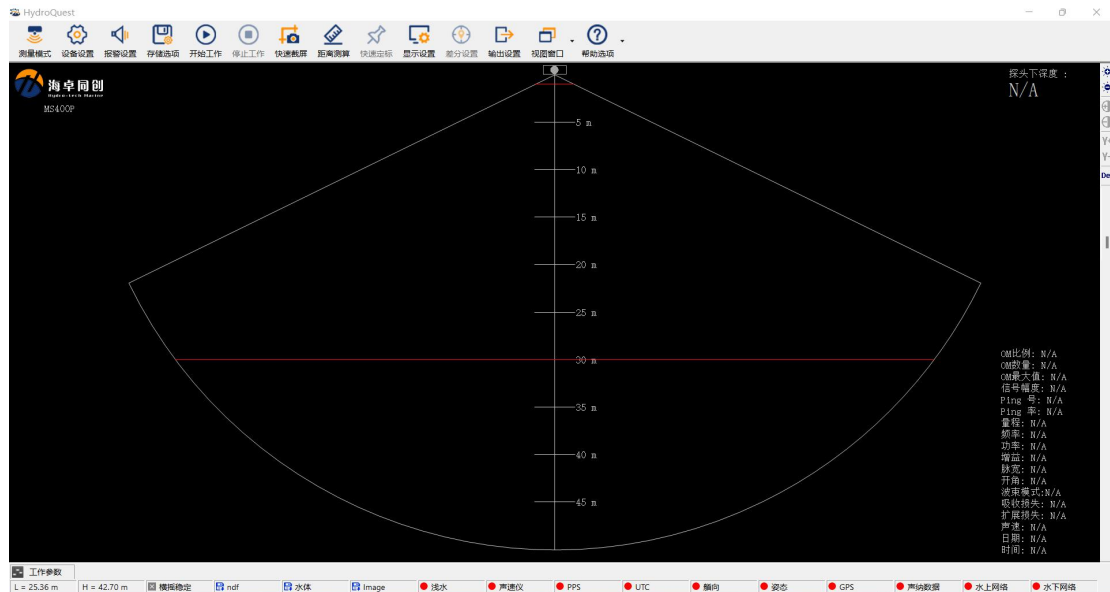 HydroQuest
测量模式 设备设置 报警设置 存储选项 开始工作 停止工作 快速截屏 距离测算 快速定标 显示设置 差分设置 输出设置 视图窗口 帮助选项
海卓同创
Hydro-tech Marine
MS400P
探头下深度 :
N/A
5 m
10 m
15 m
20 m
25 m
30 m
35 m
40 m
45 m
Y+
Y-
De
OM比例: N/A
OM数量: N/A
OM最大值: N/A
信号幅度: N/A
Ping 号: N/A
Ping 率: N/A
量程: N/A
频率: N/A
功率: N/A
增益: N/A
脉宽: N/A
开角: N/A
波束模式:N/A
吸收损失: N/A
扩展损失: N/A
声速: N/A
日期: N/A
时间: N/A
工作参数
L = 25.36 m H = 42.70 m 横摇稳定 ndf 水体 Image 浅水 声速仪 PPS UTC 艏向 姿态 GPS 声纳数据 水上网络 水下网络